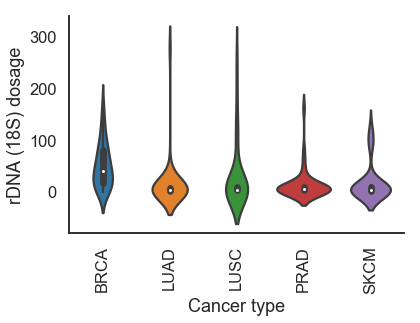 rDNA (18S) dosage
300
200
100
0
BRCA
LUAD
LUSC
PRAD
SKCM
Cancer type